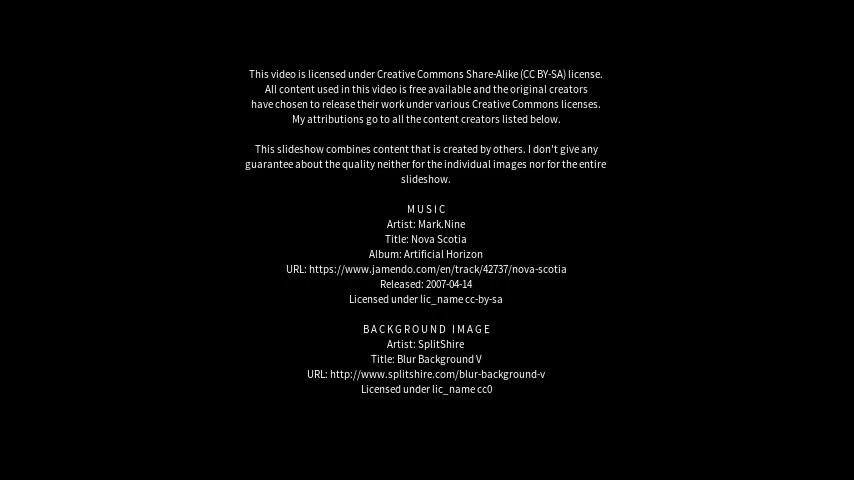 This video is licensed under Creative Commons Share-Alike (CC BY-SA) license.
All content used in this video is free available and the original creators
have chosen to release their work under various Creative Commons licenses.
My attributions go to all the content creators listed below.
This slideshow combines content that is created by others. I don't give any
guarantee about the quality neither for the individual images nor for the entire
slideshow.
MUSIC
Artist: Mark.Nine
Title: Nova Scotia
Album: Artificial Horizon
URL: https://www.jamendo.com/en/track/42737/nova-scotia
Released: 2007-04-14
Licensed under lic_name cc-by-sa
BACKGROUND IMAGE
Artist: SplitShire
Title: Blur Background V
URL: http://www.splitshire.com/blur-background-v
Licensed under lic_name cc0